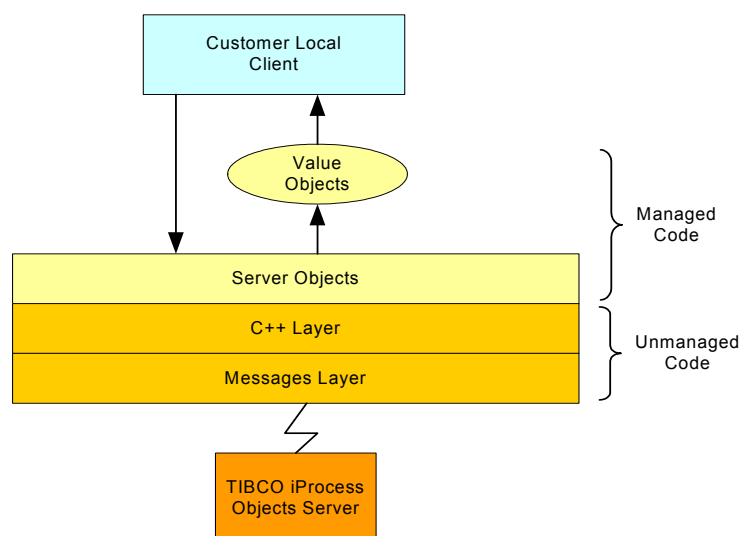 Customer Local
Client
Value
Objects
Managed
Code
Server Objects
C++ Layer
Unmanaged
Code
Messages Layer
TIBCO iProcess
Objects Server